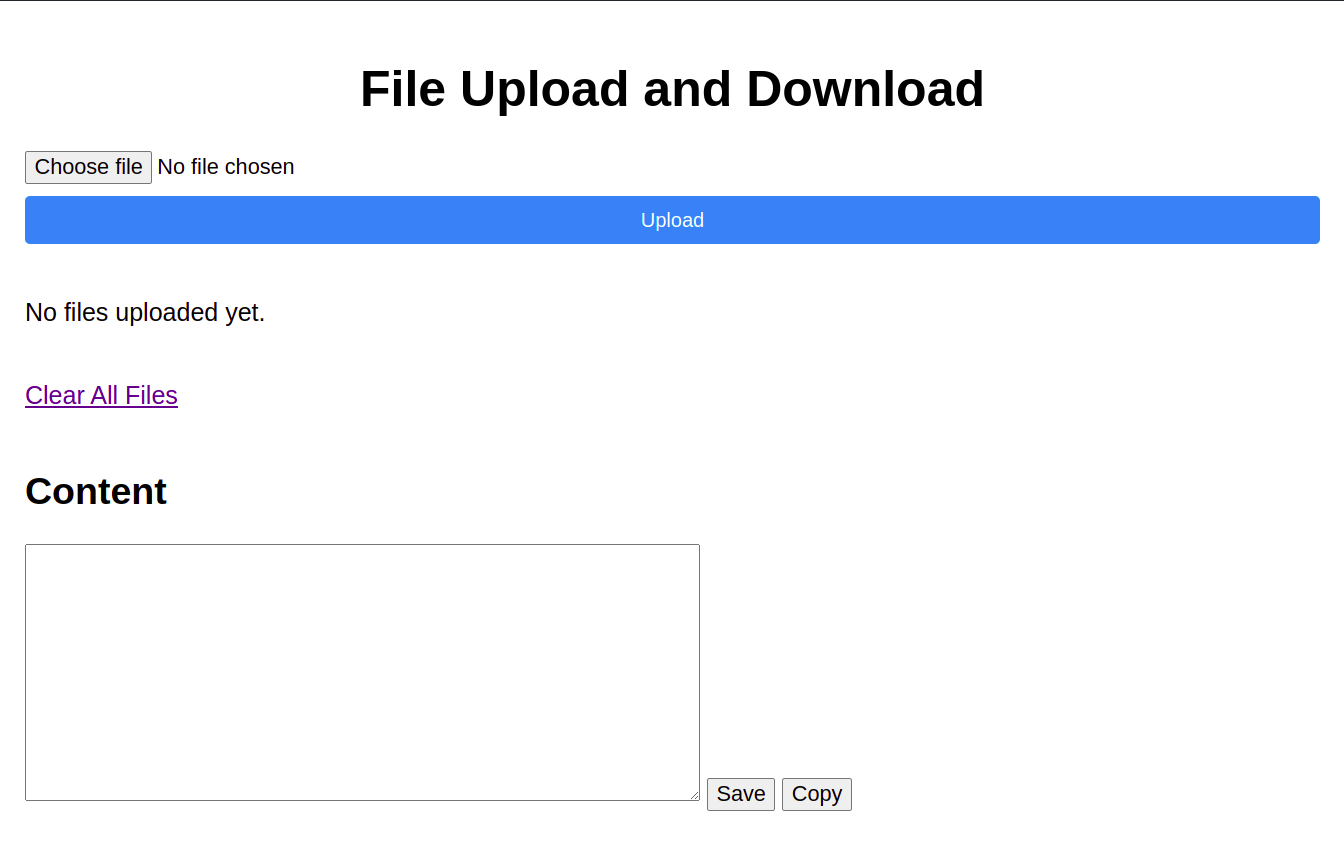 File Upload and Download
Choose file No file chosen
Upload
No files uploaded yet.
Clear All Files
Content
Save Copy